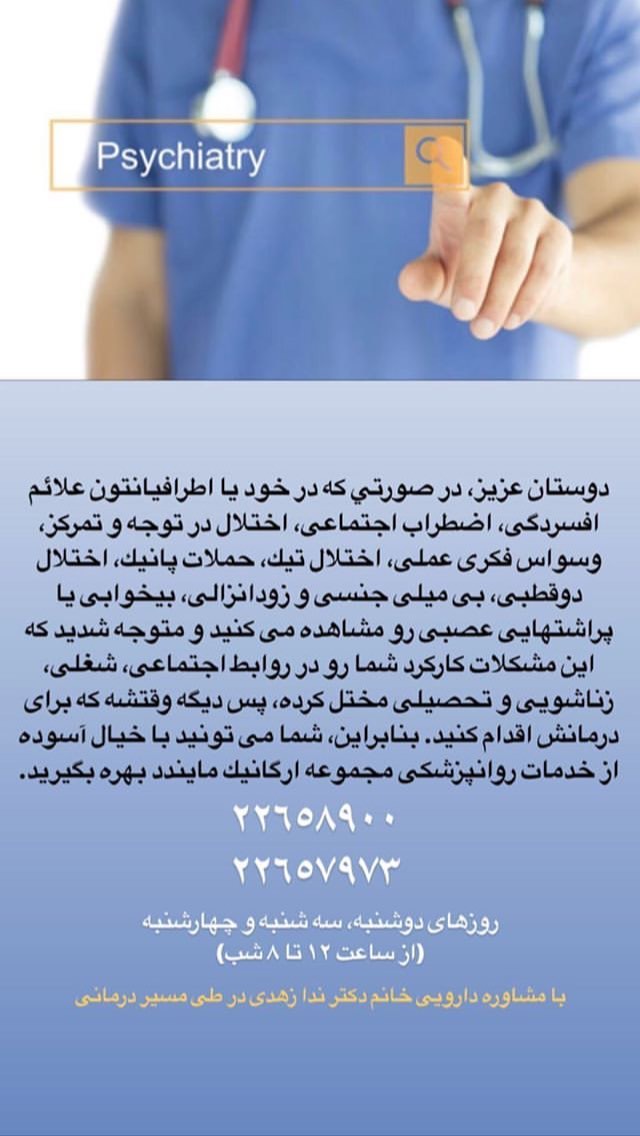 Psychiatry
دوستان عزیز، در صورتي که در خود یا اطرافیانتون علائم
افسردگی، اضطراب اجتماعی، اختلال در توجه و تمرکز،
وسواس فکری عملی، اختلال تیك، حملات پانیك، اختلال
دوقطبی، بی میلی جنسی و زودانزالی، بیخوابی یا
پراشتهایی عصبی رو مشاهده می کنید و متوجه شدید که
این مشکلات کارکرد شما رو در روابط اجتماعی، شغلی،
زناشویی و تحصیلی مختل کرده، پس دیگه وقتشه که برای
درمانش اقدام کنید. بنابراین، شما می تونید با خیال آسوده
از خدمات روانپزشکی مجموعه ارگانیك مایندد بهره بگیرید.
۲۲۶۵۸۹۰۰
۲۲۶۵۷۹۷۳
روزهای دوشنبه، سه شنبه و چهارشنبه
(از ساعت ۱۲ تا ۸ شب)
با مشاوره دارویی خانم دکتر ندا زهدی در طی مسیر درمانی